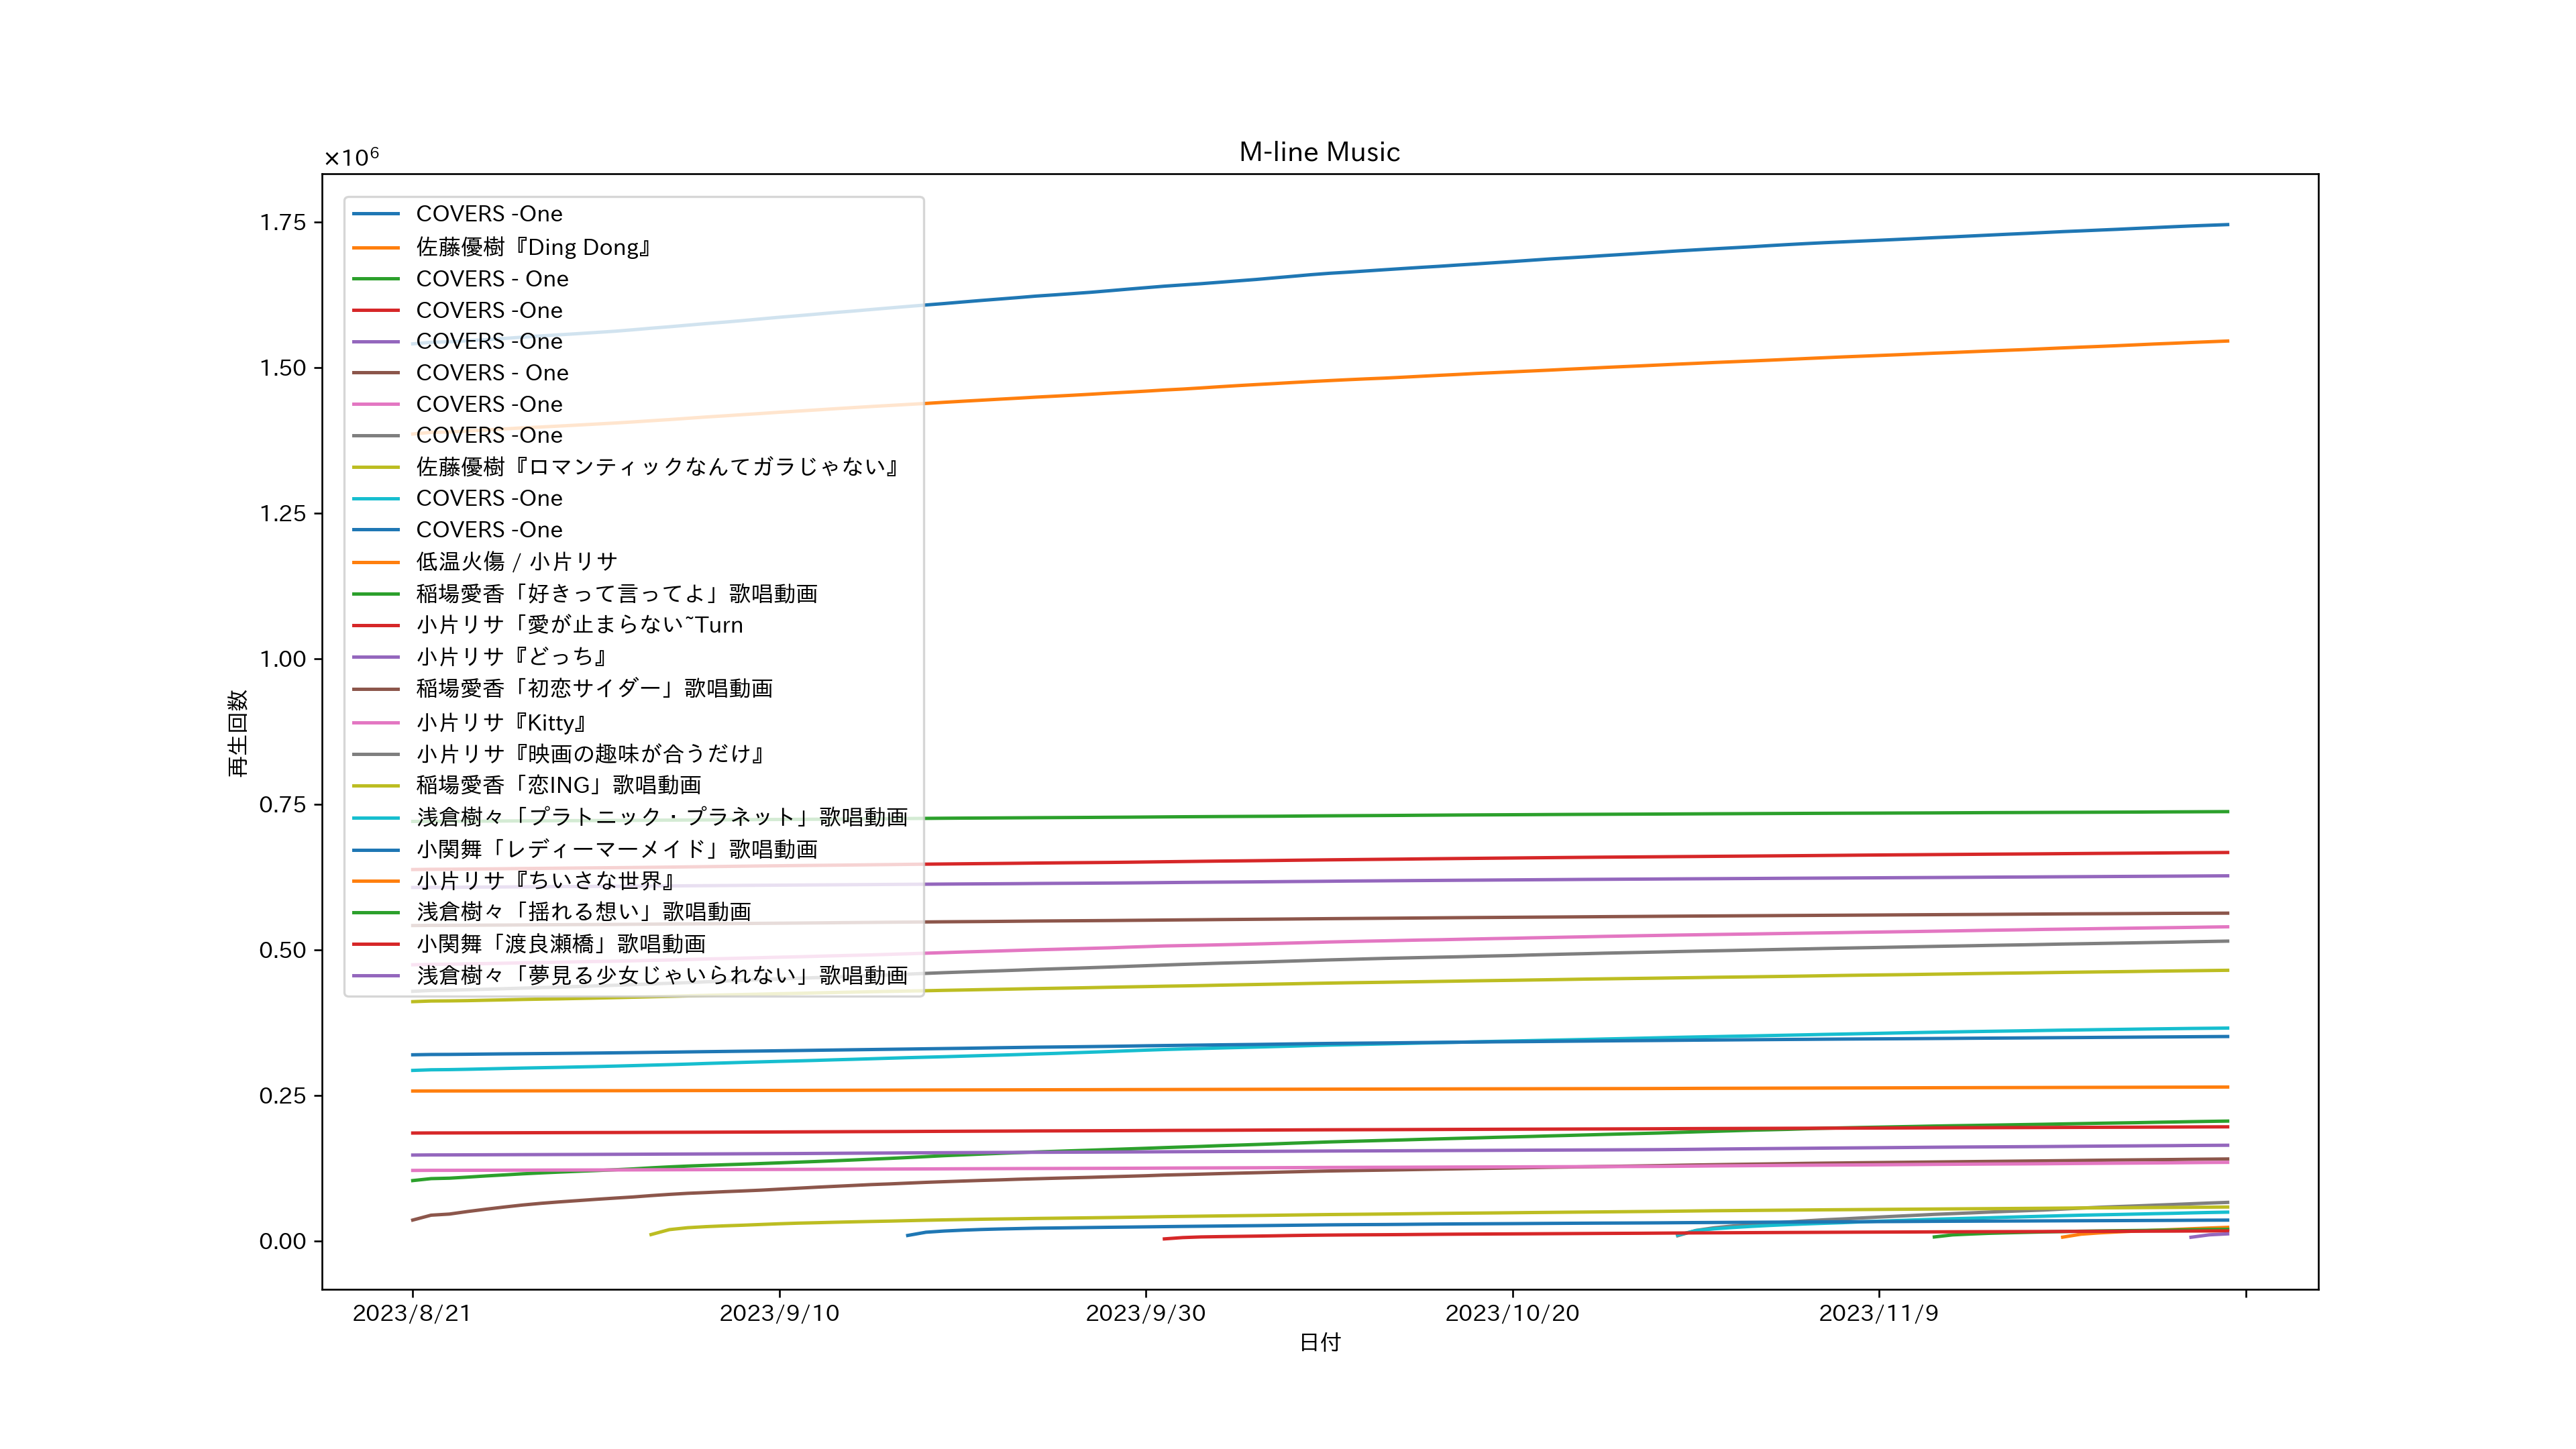 M-line Music
×10⁶
1.75
1.50
1.25
1.00
0.75
0.50
0.25
0.00
再生回数
COVERS -One
佐藤優樹『Ding Dong』
COVERS - One
COVERS -One
COVERS -One
COVERS - One
COVERS -One
COVERS -One
佐藤優樹『ロマンティックなんてガラじゃない』
COVERS -One
COVERS -One
低温火傷 / 小片リサ
稲場愛香「好きって言ってよ」歌唱動画
小片リサ「愛が止まらない~Turn
小片リサ『どっち』
稲場愛香「初恋サイダー」歌唱動画
小片リサ『Kitty』
小片リサ『映画の趣味が合うだけ』
稲場愛香「恋ING」歌唱動画
浅倉樹々「プラトニック・プラネット」歌唱動画
小関舞「レディーマーメイド」歌唱動画
小片リサ『ちいさな世界』
浅倉樹々「揺れる想い」歌唱動画
小関舞「渡良瀬橋」歌唱動画
浅倉樹々「夢見る少女じゃいられない」歌唱動画
2023/8/21
2023/9/10
2023/9/30
2023/10/20
2023/11/9
日付